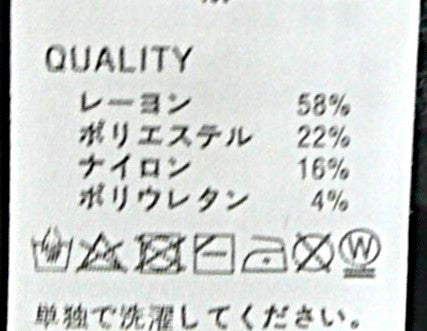 QUALITY
レーヨン 58%
ポリエステル 22%
ナイロン 16%
ポリウレタン 4%
W
単独で洗濯してください。